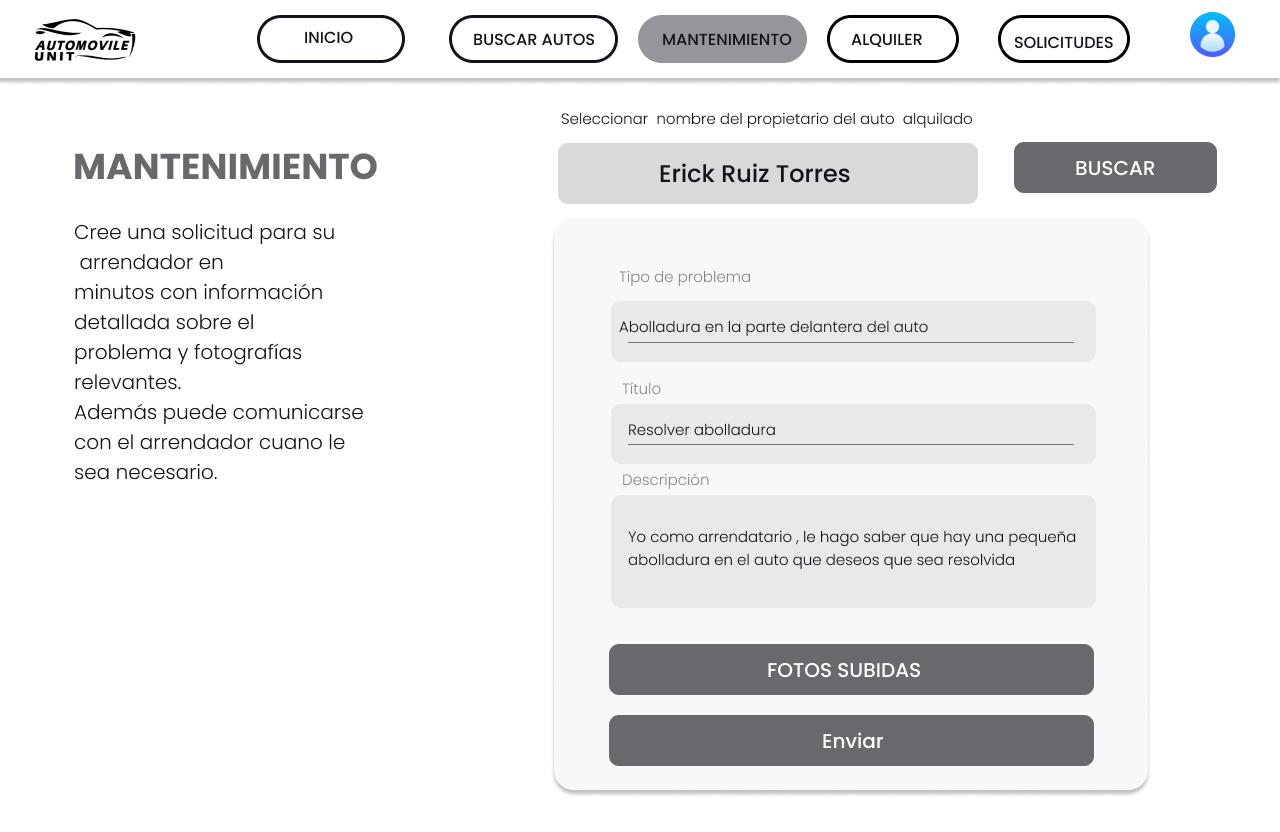 AUTOMOVILE
UNIT
INICIO
BUSCAR AUTOS
MANTENIMIENTO
ALQUILER
SOLICITUDES
Seleccionar nombre del propietario del auto alquilado
MANTENIMIENTO
Erick Ruiz Torres
BUSCAR
Cree una solicitud para su
arrendador en
minutos con información
detallada sobre el
problema y fotografías
relevantes.
Además puede comunicarse
con el arrendador cuano le
sea necesario.
Tipo de problema
Abolladura en la parte delantera del auto
Título
Resolver abolladura
Descripción
Yo como arrendatario , le hago saber que hay una pequeña
abolladura en el auto que deseos que sea resolvida
FOTOS SUBIDAS
Enviar